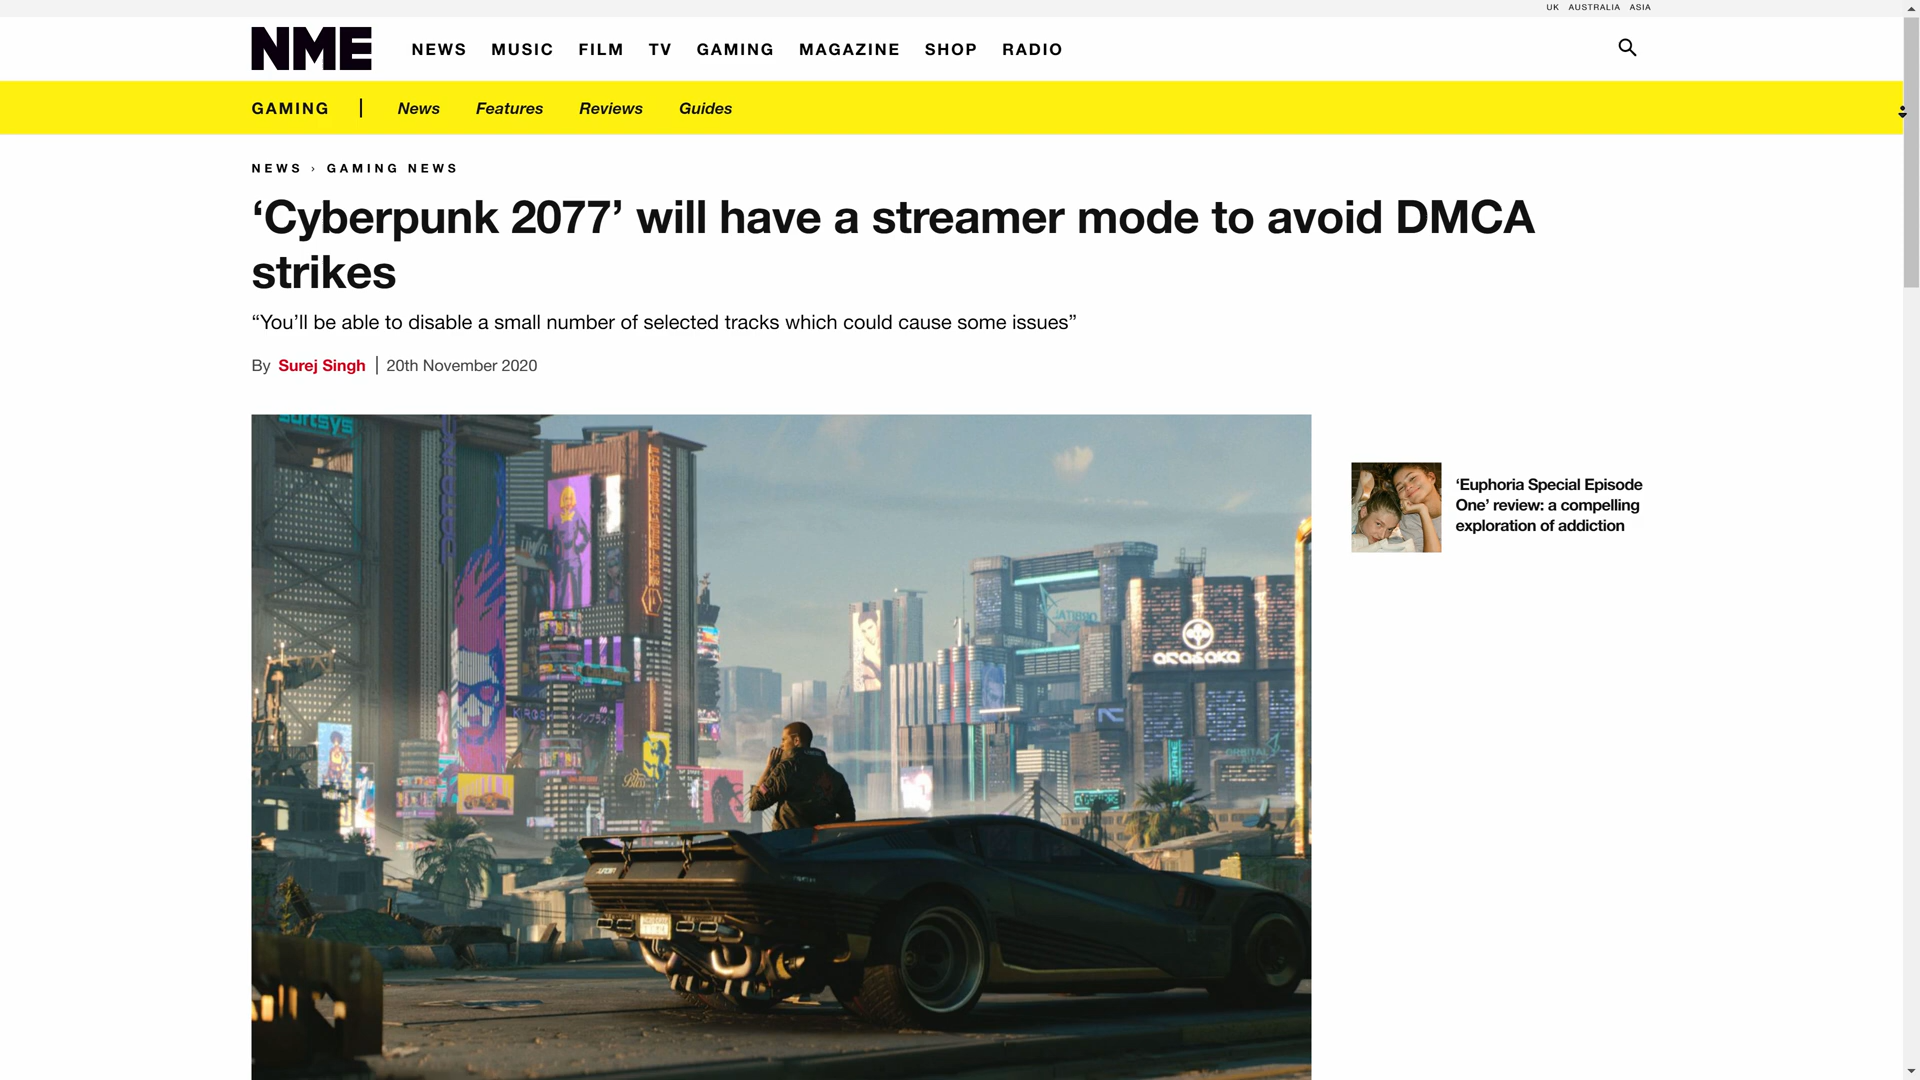 UK AUSTRALIA ASIA
NME NEWS MUSIC FILM TV GAMING MAGAZINE SHOP RADIO
GAMING | News Features Reviews Guides
NEWS › GAMING NEWS
‘Cyberpunk 2077’ will have a streamer mode to avoid DMCA
strikes
“You’ll be able to disable a small number of selected tracks which could cause some issues”
By Surej Singh | 20th November 2020
‘Euphoria Special Episode
One’ review: a compelling
exploration of addiction
arasaka
ORBITAL